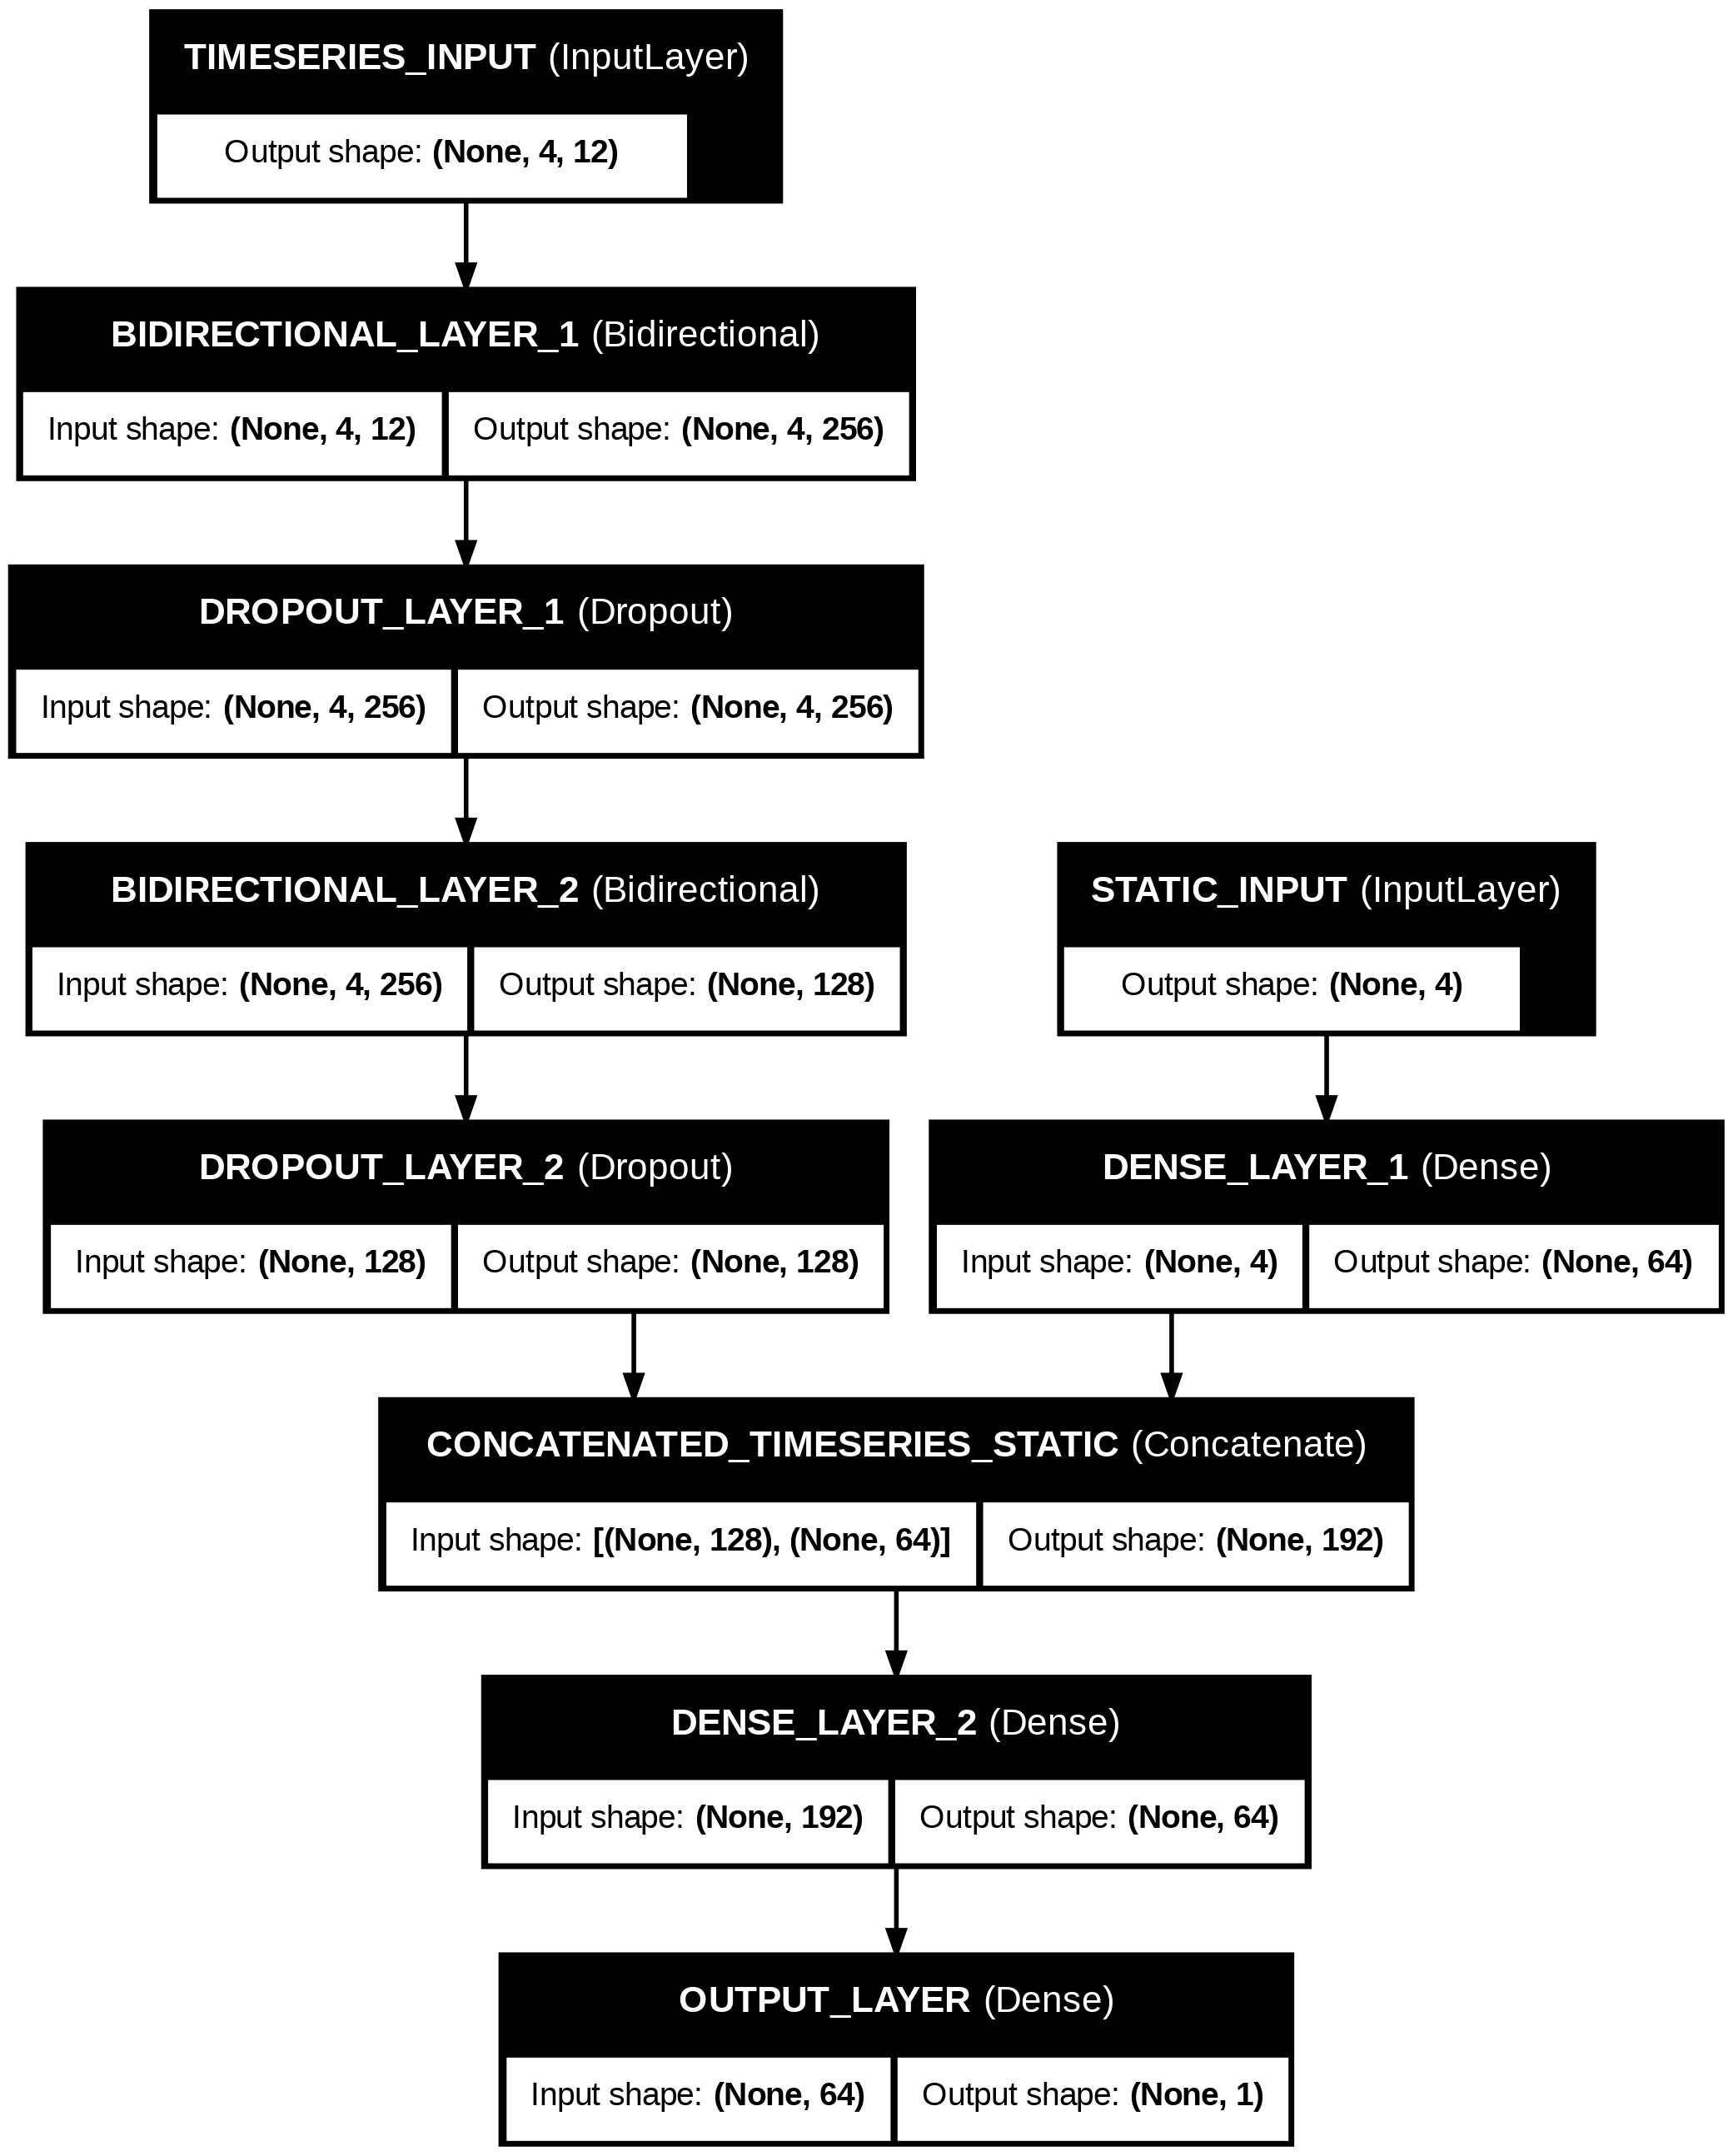 TIMESERIES_INPUT (InputLayer)
Output shape: (None, 4, 12)
BIDIRECTIONAL_LAYER_1 (Bidirectional)
Input shape: (None, 4, 12) Output shape: (None, 4, 256)
DROPOUT_LAYER_1 (Dropout)
Input shape: (None, 4, 256) Output shape: (None, 4, 256)
BIDIRECTIONAL_LAYER_2 (Bidirectional)
Input shape: (None, 4, 256) Output shape: (None, 128)
STATIC_INPUT (InputLayer)
Output shape: (None, 4)
DROPOUT_LAYER_2 (Dropout)
Input shape: (None, 128) Output shape: (None, 128)
DENSE_LAYER_1 (Dense)
Input shape: (None, 4) Output shape: (None, 64)
CONCATENATED_TIMESERIES_STATIC (Concatenate)
Input shape: [(None, 128), (None, 64)] Output shape: (None, 192)
DENSE_LAYER_2 (Dense)
Input shape: (None, 192) Output shape: (None, 64)
OUTPUT_LAYER (Dense)
Input shape: (None, 64) Output shape: (None, 1)